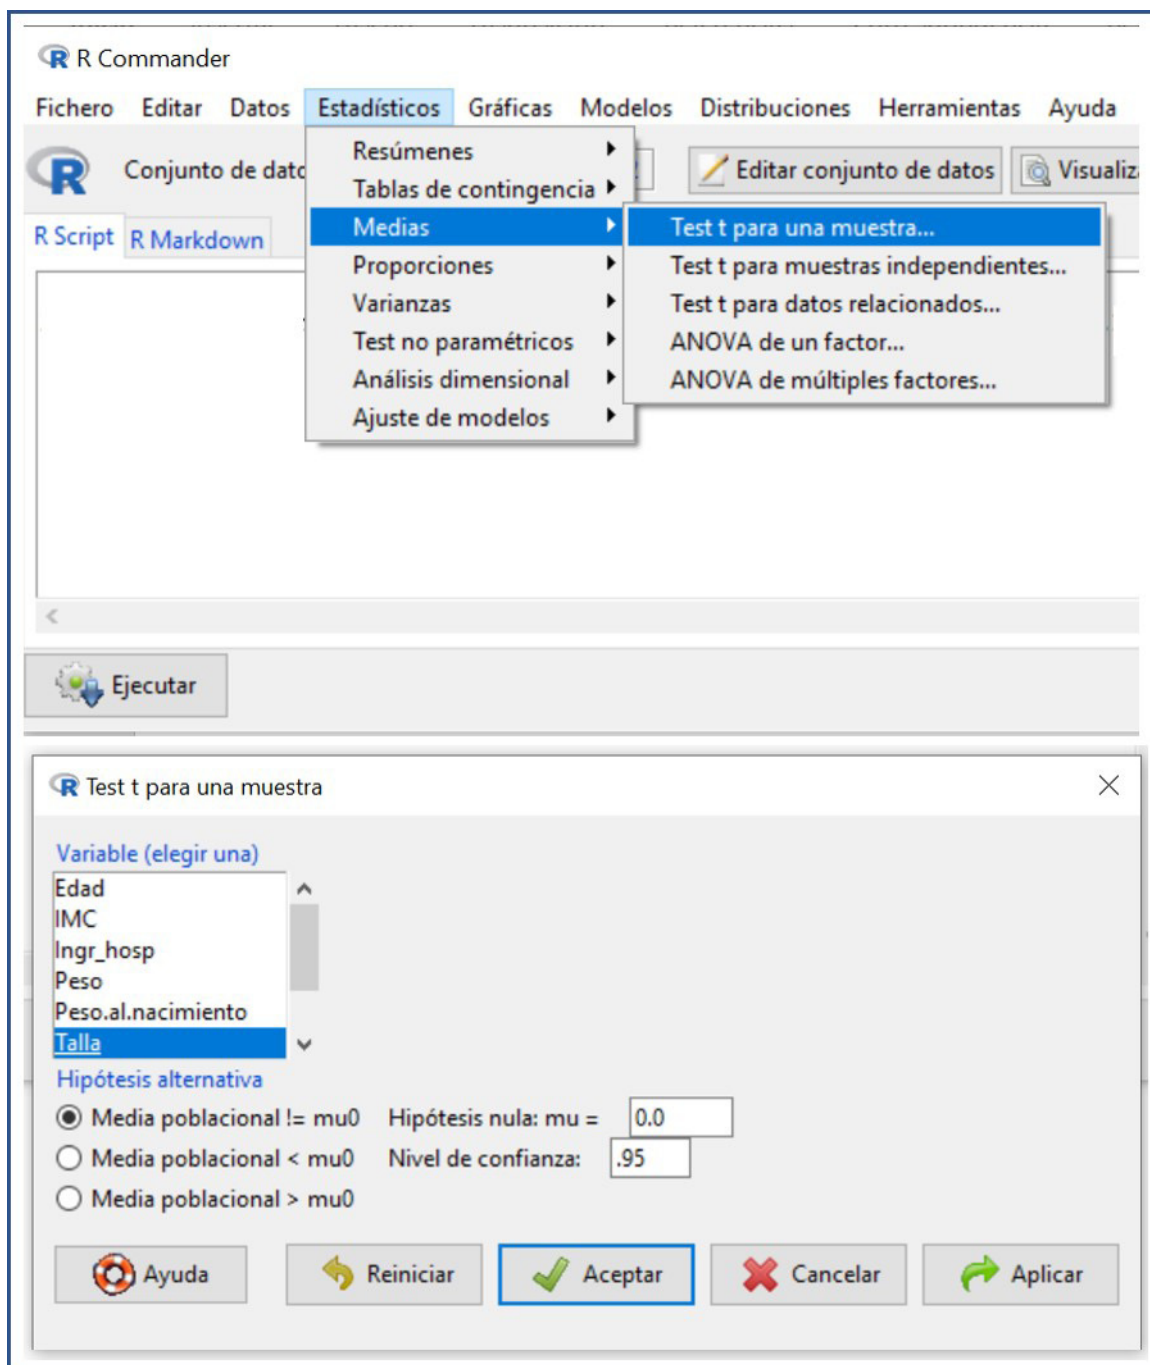 R Commander
Fichero Editar Datos Estadísticos Gráficas Modelos Distribuciones Herramientas Ayuda
Conjunto de dato Editar conjunto de datos Visualiza
R Script R Markdown
Resúmenes
Tablas de contingencia
Medias
Proporciones
Varianzas
Test no paramétricos
Análisis dimensional
Ajuste de modelos
Test t para una muestra...
Test t para muestras independientes...
Test t para datos relacionados...
ANOVA de un factor...
ANOVA de múltiples factores...
Ejecutar
Test t para una muestra
Variable (elegir una)
Edad
IMC
Ingr_hosp
Peso
Peso.al.nacimiento
Talla
Hipótesis alternativa
Media poblacional != mu0 Hipótesis nula: mu = 0.0
Media poblacional < mu0 Nivel de confianza: .95
Media poblacional > mu0
Ayuda Reiniciar Aceptar Cancelar Aplicar